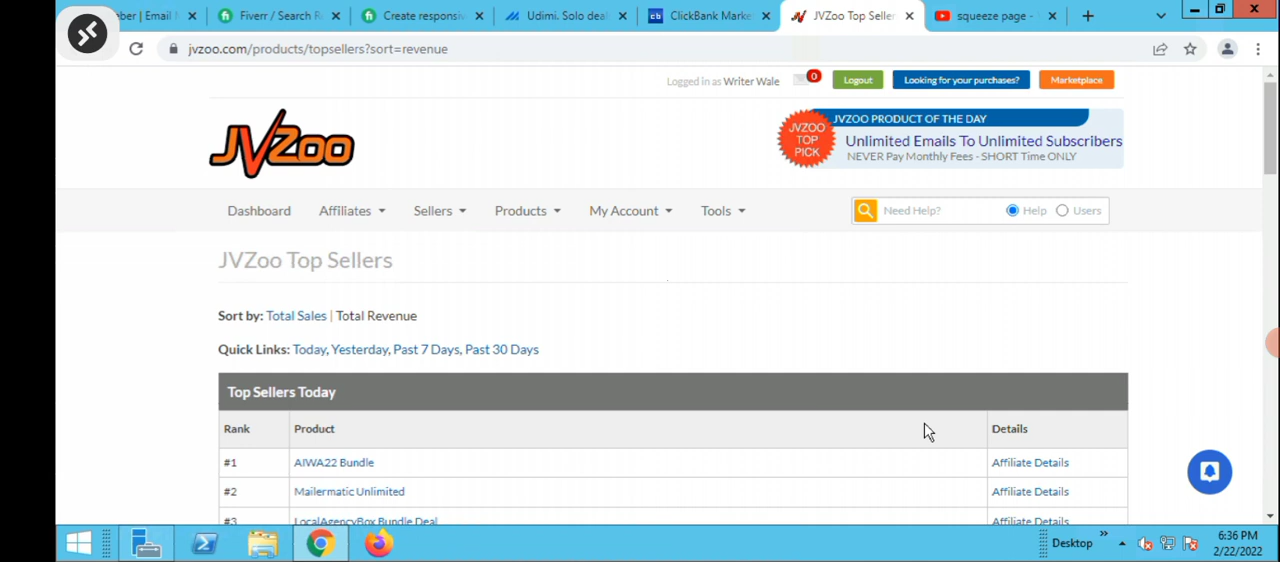 ber | Email
Fiverr / Search R
Create responsiv
Udimi. Solo deal
ClickBank Marke
JVZoo Top Seller
squeeze page -
jvzoo.com/products/topsellers?sort=revenue
Logged in as Writer Wale
0
Logout
Looking for your purchases?
Marketplace
JVZoo
JVZOO TOP PICK
JVZOO PRODUCT OF THE DAY
Unlimited Emails To Unlimited Subscribers
NEVER Pay Monthly Fees - SHORT Time ONLY
Dashboard
Affiliates
Sellers
Products
My Account
Tools
Need Help?
Help
Users
JVZoo Top Sellers
Sort by: Total Sales | Total Revenue
Quick Links: Today, Yesterday, Past 7 Days, Past 30 Days
Top Sellers Today
Rank Product Details
#1 AIWA22 Bundle Affiliate Details
#2 Mailermatic Unlimited Affiliate Details
#3 LocalAgencyBox Bundle Deal Affiliate Details
Desktop
6:36 PM
2/22/2022